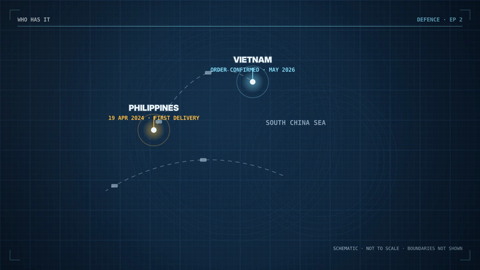 WHO HAS IT
DEFENCE · EP 2
VIETNAM
ORDER CONFIRMED · MAY 2026
PHILIPPINES
19 APR 2024 · FIRST DELIVERY
SOUTH CHINA SEA
SCHEMATIC · NOT TO SCALE · BOUNDARIES NOT SHOWN